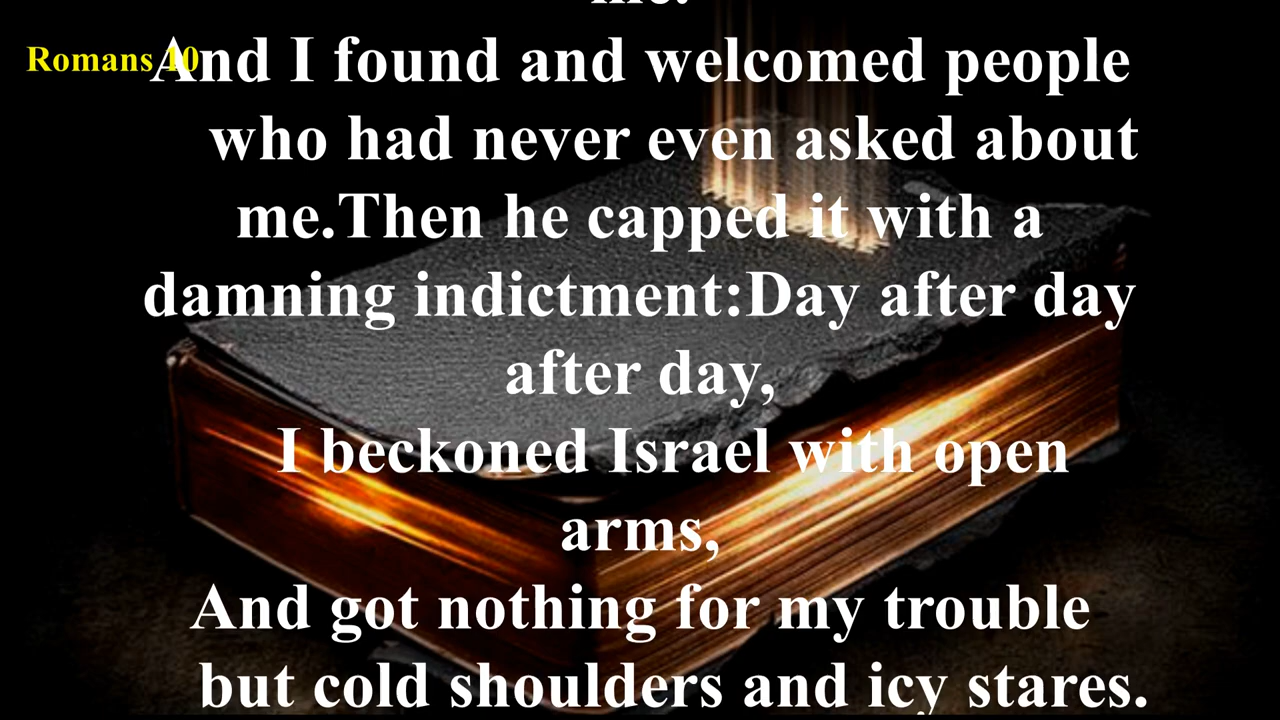 me.
Romans 10
And I found and welcomed people
who had never even asked about
me.Then he capped it with a
damning indictment:Day after day
after day,
I beckoned Israel with open
arms,
And got nothing for my trouble
but cold shoulders and icy stares.